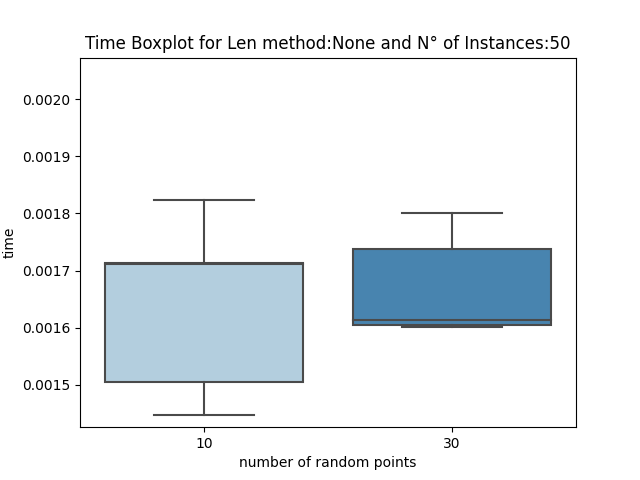 Time Boxplot for Len method:None and N° of Instances:50
0.0020
0.0019
0.0018
0.0017
0.0016
0.0015
time
10 30
number of random points